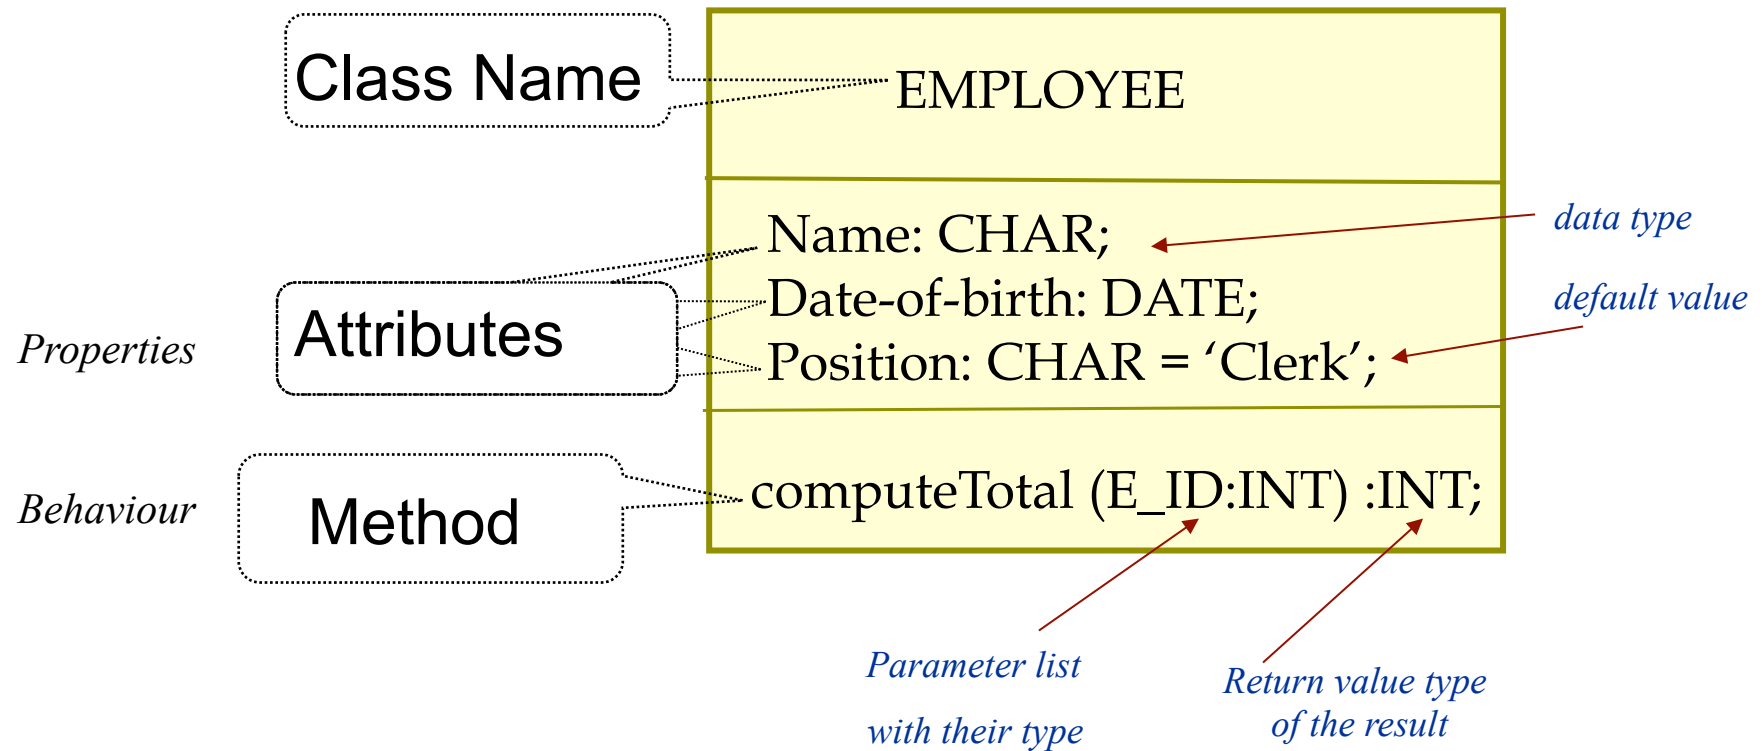 Class Name
EMPLOYEE
Name: CHAR;
data type
Date-of-birth: DATE;
default value
Properties
Attributes
Position: CHAR = ‘Clerk’;
Behaviour
Method
computeTotal (E_ID:INT) :INT;
Parameter list
with their type
Return value type
of the result